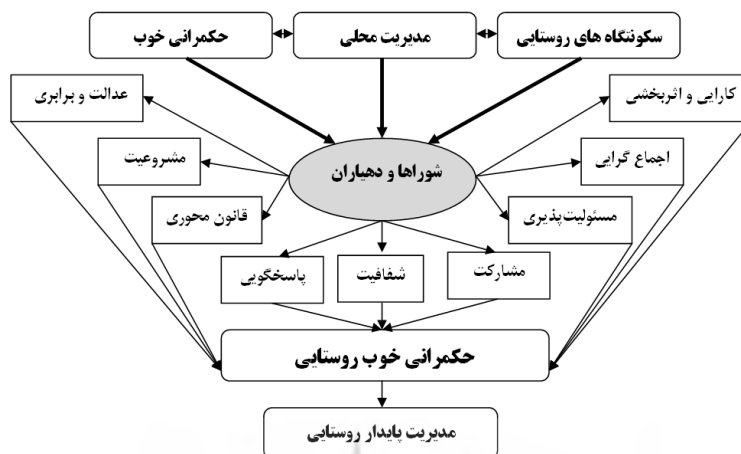 سکونتگاه های روستایی
مدیریت محلی
حکمرانی خوب
کارایی و اثربخشی
عدالت و برابری
شوراها و دهیاران
اجماع گرایی
مشروعیت
مسئولیت‌پذیری
قانون محوری
مشارکت
شفافیت
پاسخگویی
حکمرانی خوب روستایی
مدیریت پایدار روستایی